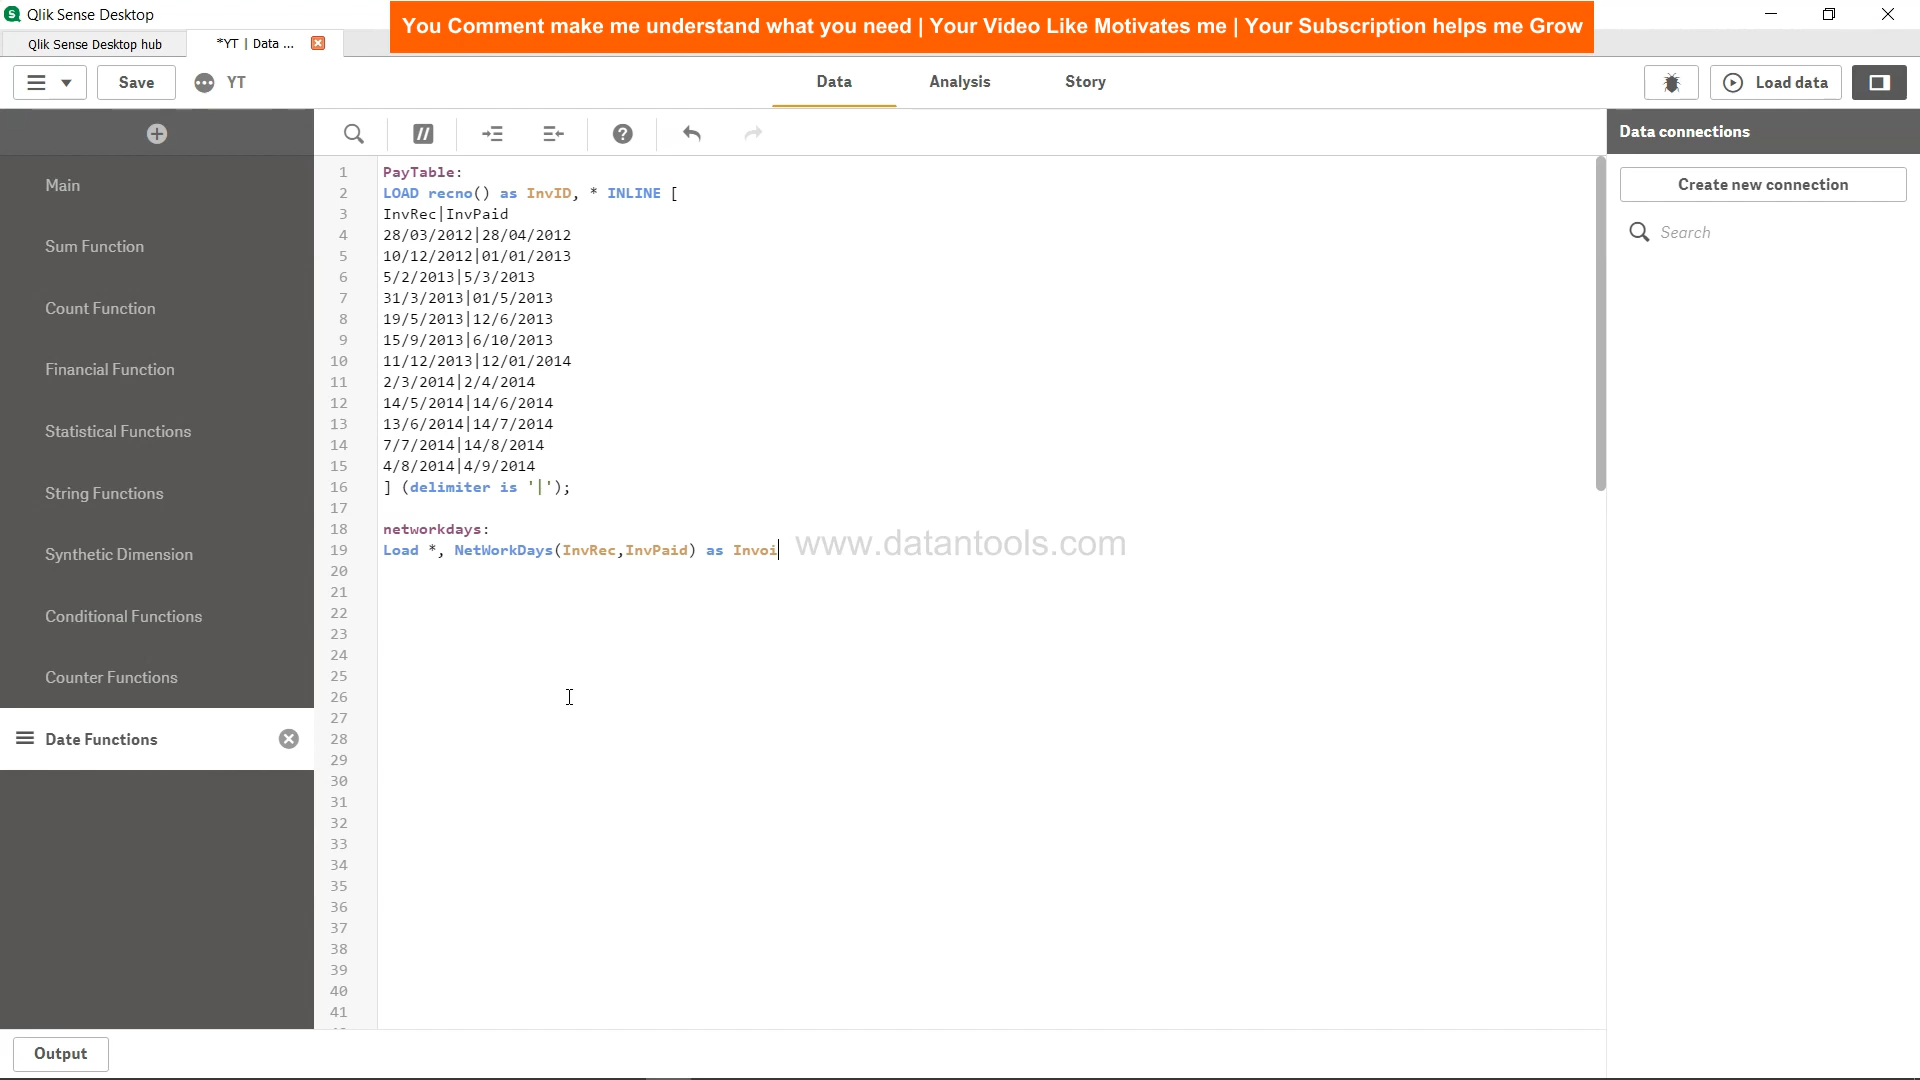 Qlik Sense Desktop
You Comment make me understand what you need | Your Video Like Motivates me | Your Subscription helps me Grow
Qlik Sense Desktop hub
*YT | Data ...
Save
YT
Data
Analysis
Story
Load data
Data connections
Create new connection
Search
Main
Sum Function
Count Function
Financial Function
Statistical Functions
String Functions
Synthetic Dimension
Conditional Functions
Counter Functions
Date Functions
1 PayTable:
2 LOAD recno() as InvID, * INLINE [
3 InvRec|InvPaid
4 28/03/2012|28/04/2012
5 10/12/2012|01/01/2013
6 5/2/2013|5/3/2013
7 31/3/2013|01/5/2013
8 19/5/2013|12/6/2013
9 15/9/2013|6/10/2013
10 11/12/2013|12/01/2014
11 2/3/2014|2/4/2014
12 14/5/2014|14/6/2014
13 13/6/2014|14/7/2014
14 7/7/2014|14/8/2014
15 4/8/2014|4/9/2014
16 ] (delimiter is '|');
17
18 networkdays:
19 Load *, NetWorkDays(InvRec,InvPaid) as Invoi
www.datantools.com
20
21
22
23
24
25
26
27
28
29
30
31
32
33
34
35
36
37
38
39
40
41
Output